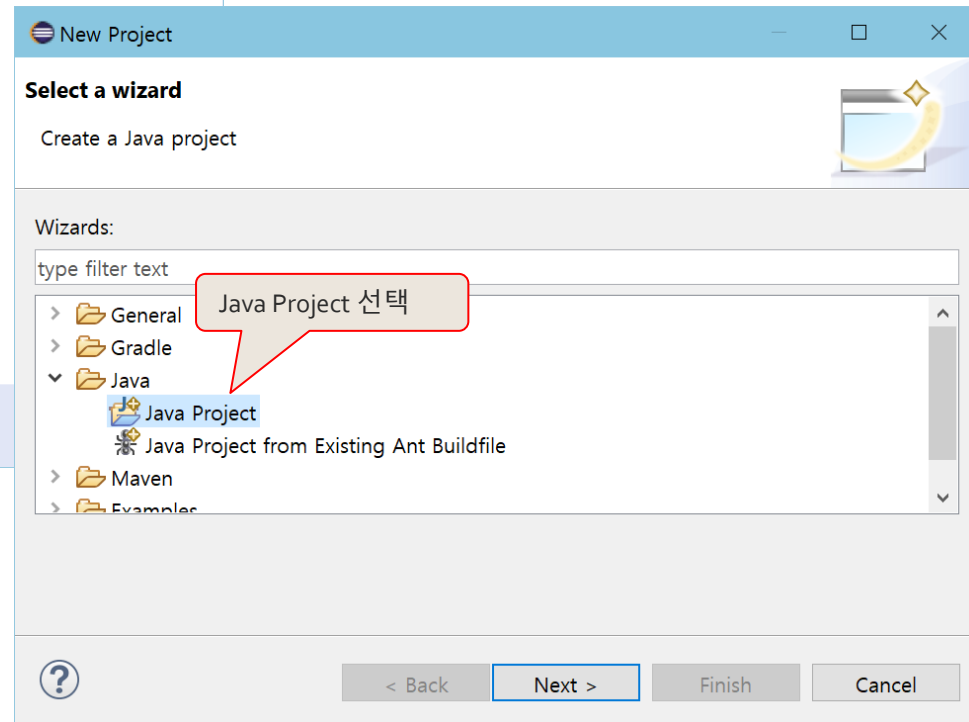 New Project
Select a wizard
Create a Java project
Wizards:
type filter text
Java Project 선택
General
Gradle
Java
Java Project
Java Project from Existing Ant Buildfile
Maven
Examples
?
< Back
Next >
Finish
Cancel